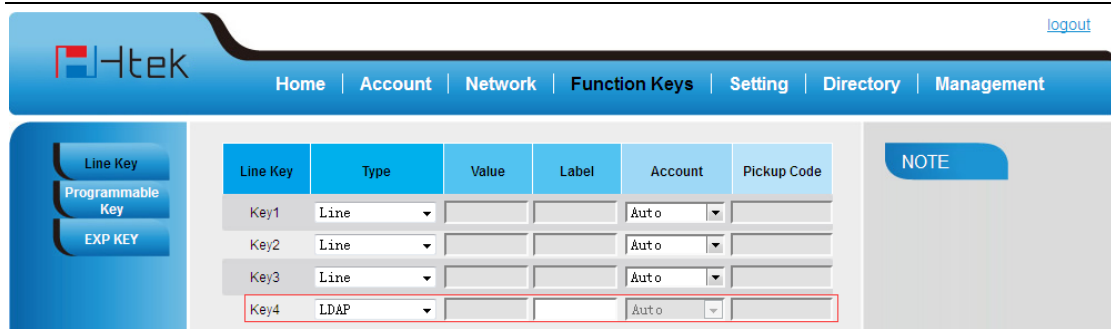 logout
Htek
Home | Account | Network | Function Keys | Setting | Directory | Management
Line Key
Programmable
Key
EXP KEY
Line Key Type Value Label Account Pickup Code
Key1 Line Auto
Key2 Line Auto
Key3 Line Auto
Key4 LDAP Auto
NOTE